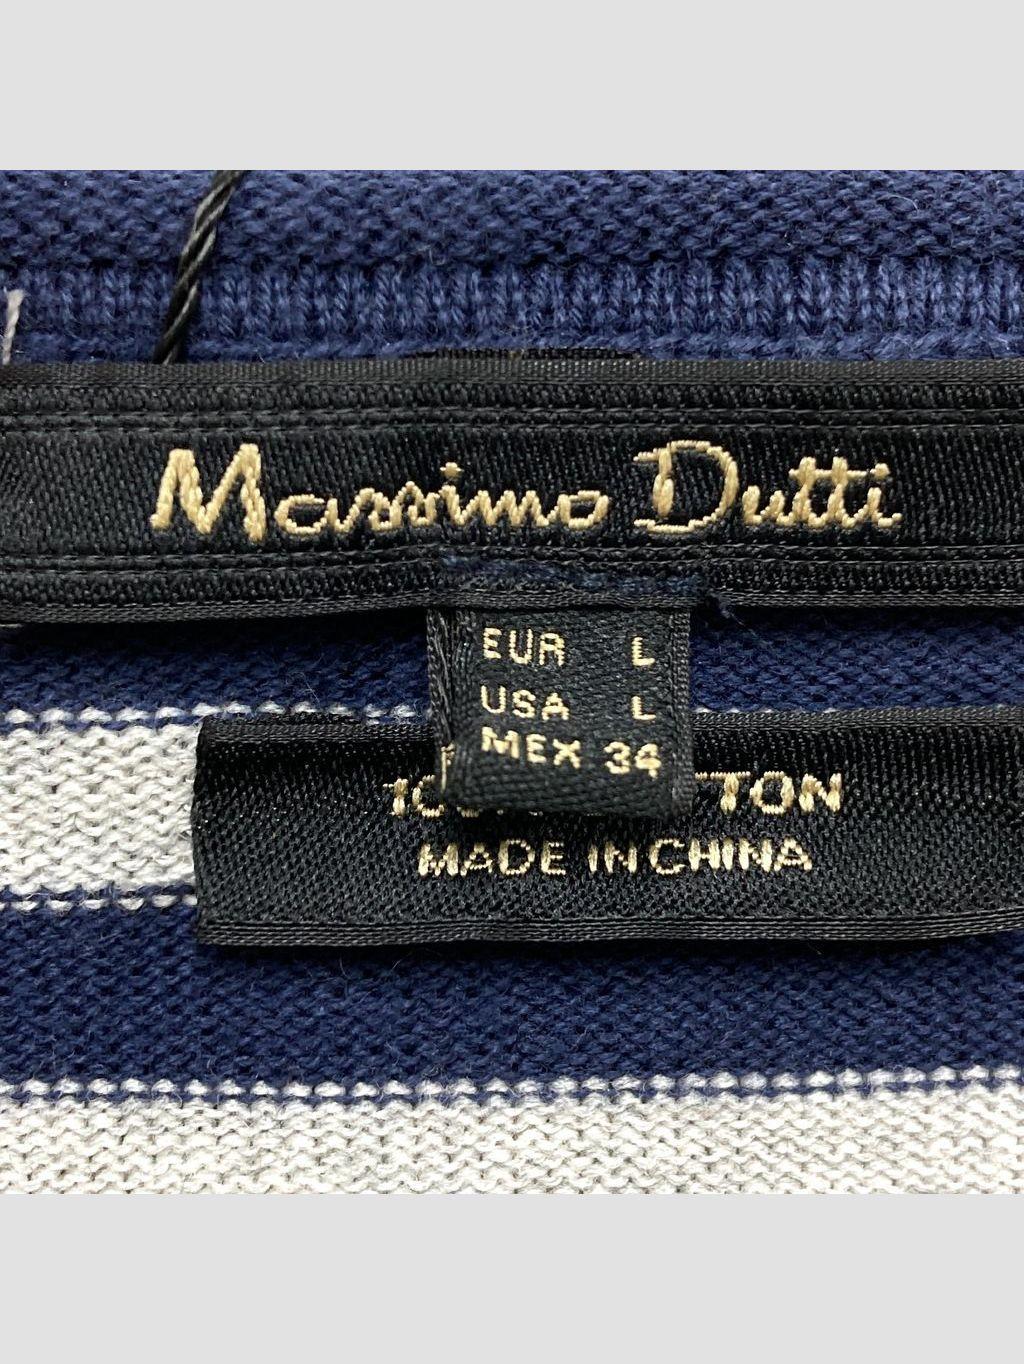 Massimo Dutti
EUR L
USA L
MEX 34
MADE IN CHINA